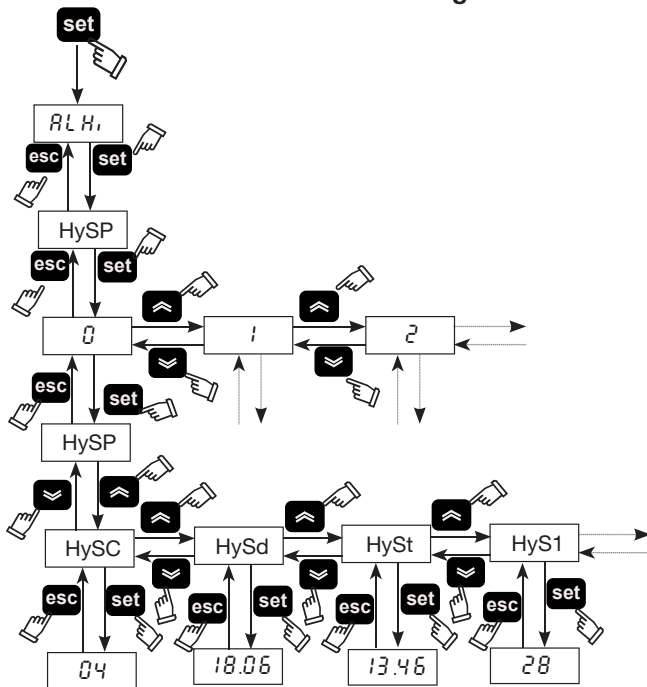 g
set
ALHi
esc set
HySP
esc set
0 1 2
esc set
HySP
HySC HySd HySt HyS1
esc set esc set esc set esc set
04 18.06 13.46 28